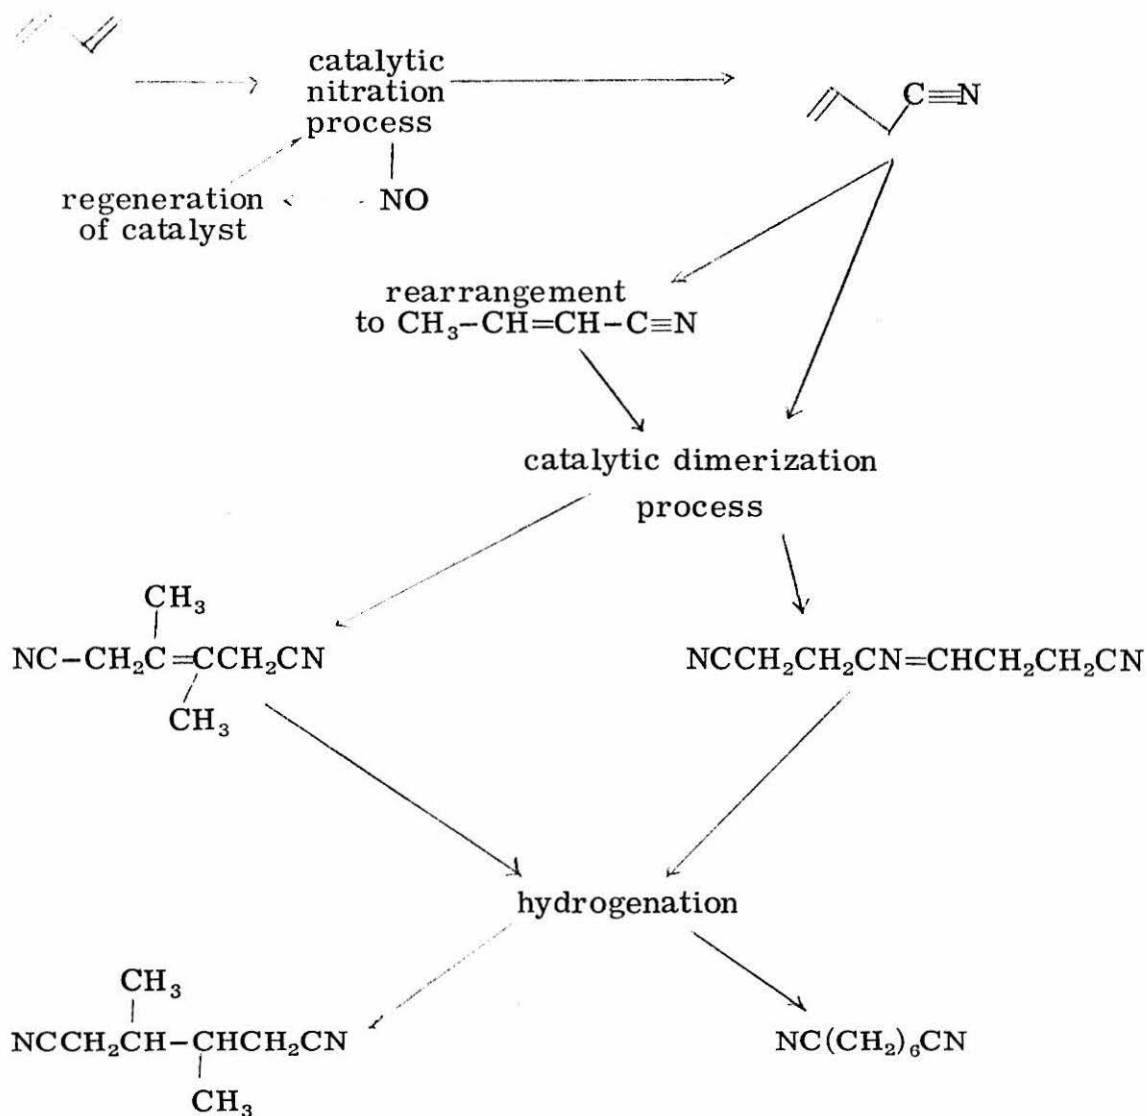 catalytic
nitration
process
C≡N
NO
regeneration
of catalyst
rearrangement
to CH₃–CH=CH–C≡N
catalytic dimerization
process
CH₃
NC–CH₂C=CCH₂CN
CH₃
NCCH₂CH₂CN=CHCH₂CH₂CN
hydrogenation
CH₃
NCCH₂CH–CHCH₂CN
CH₃
NC(CH₂)₆CN